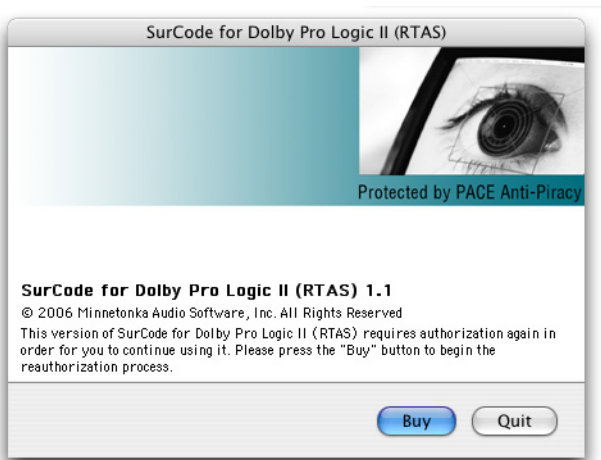 SurCode for Dolby Pro Logic II (RTAS)
Protected by PACE Anti-Piracy
SurCode for Dolby Pro Logic II (RTAS) 1.1
© 2006 Minnetonka Audio Software, Inc. All Rights Reserved
This version of SurCode for Dolby Pro Logic II (RTAS) requires authorization again in
order for you to continue using it. Please press the "Buy" button to begin the
reauthorization process.
Buy
Quit